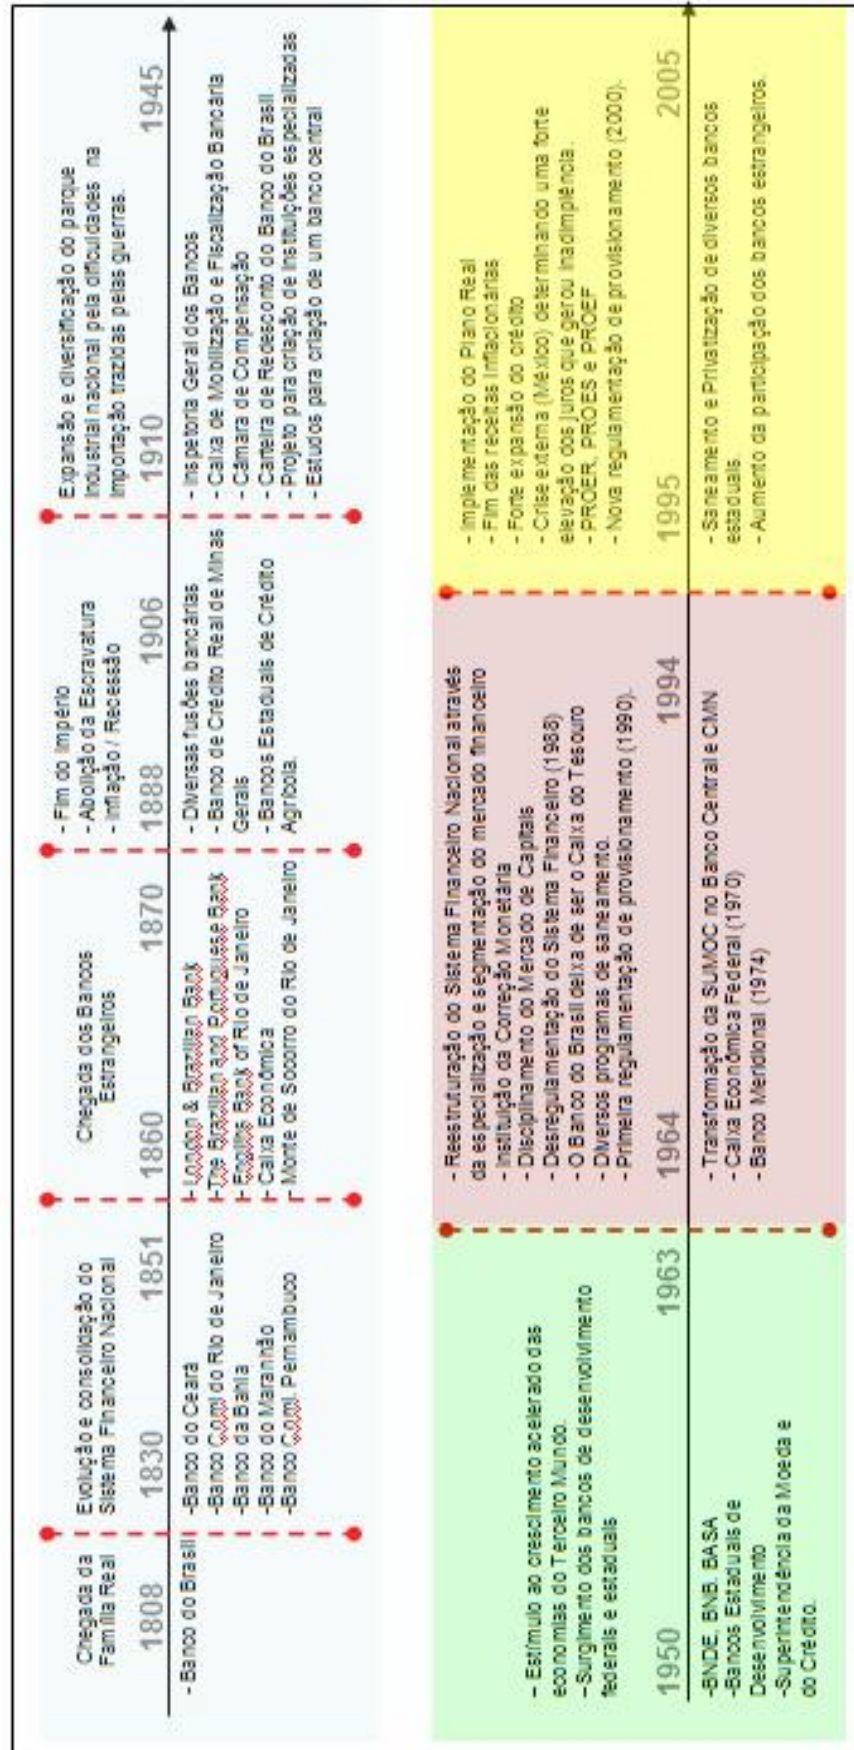 Chegada da
Família Real
1808
- Banco do Brasil
Evolução e consolidação do
Sistema Financeiro Nacional
1830
1851
-Banco do Ceará
-Banco Coml do Rio de Janeiro
-Banco da Bahia
-Banco do Maranhão
-Banco Coml. Pernambuco
Chegada dos Bancos
Estrangeiros
1860
1870
- London & Brazilian Bank
-The Brazilian and Portuguese Bank
- Englihs Bank of Rio de Janeiro
- Caixa Econômica
- Monte de Socorro do Rio de Janeiro
- Fim do Império
- Abolição da Escravatura
- Inflação / Recessão
1888
1906
- Diversas fusões bancárias
- Banco de Crédito Real de Minas
Gerais
- Bancos Estaduais de Crédito
Agrícola.
Expansão e diversificação do parque
Industrial nacional pela dificuldades na
Importação trazidas pelas guerras.
1910
1945
- Inspetoria Geral dos Bancos
- Caixa de Mobilização e Fiscalização Bancária
- Câmara de Compensação
- Carteira de Redesconto do Banco do Brasil
- Projeto para criação de Instituições especializadas
- Estudos para criação de um banco central
- Estímulo ao crescimento acelerado das
economias do Terceiro Mundo.
- Surgimento dos bancos de desenvolvimento
federais e estaduais
1950
1963
-BNDE, BNB, BASA
-Bancos Estaduais de
Desenvolvimento
-Superintendência da Moeda e
do Crédito.
- Reestruturação do Sistema Financeiro Nacional através
da especialização e segmentação do mercado financeiro
- Instituição da Correção Monetária
- Disciplinamento do Mercado de Capitais
- Desregulamentação do Sistema Financeiro (1988)
- O Banco do Brasil deixa de ser o Caixa do Tesouro
- Diversos programas de saneamento.
- Primeira regulamentação de provisionamento (1990).
1964
1994
- Transformação da SUMOC no Banco Central e CMN
- Caixa Econômica Federal (1970)
- Banco Meridional (1974)
- Implementação do Plano Real
- Fim das receitas Inflacionárias
- Forte expansão do crédito
- Crise externa (México) determinando uma forte
elevação dos juros que gerou Inadimplência.
- PROER, PROES e PROEF
- Nova regulamentação de provisionamento (2000).
1995
2005
- Saneamento e Privatização de diversos bancos
estaduais.
- Aumento da participação dos bancos estrangeiros.